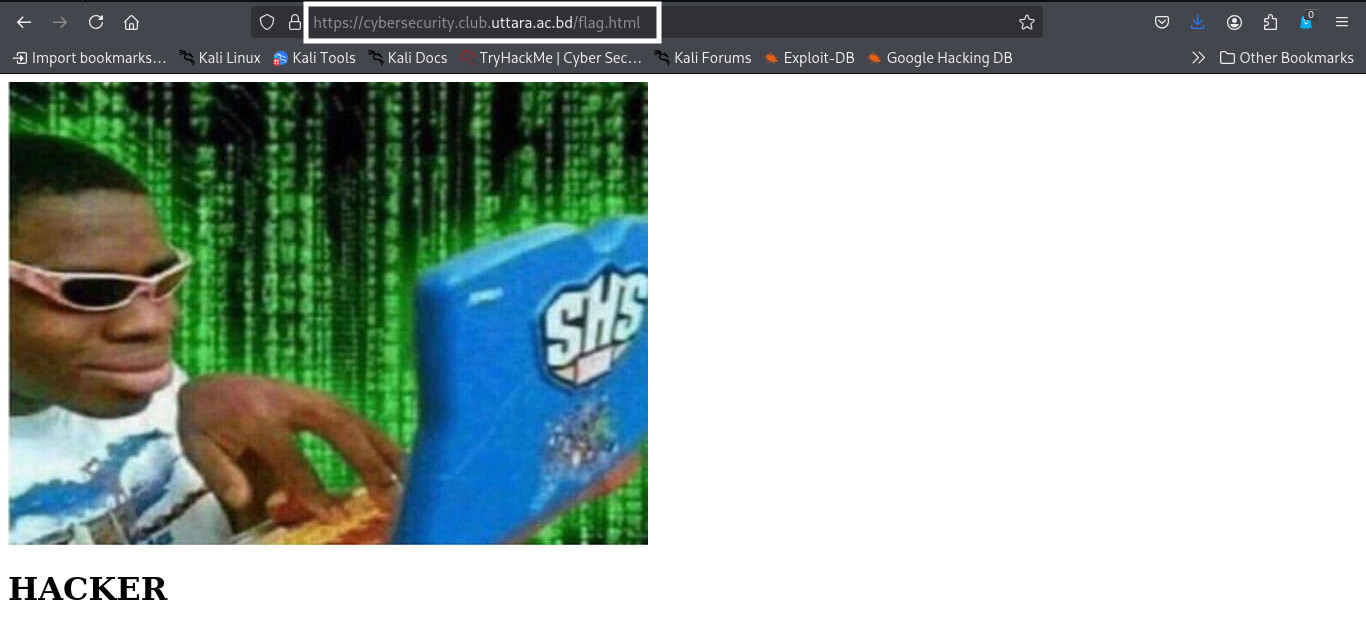 https://cybersecurity.club.uttara.ac.bd/flag.html
0
Import bookmarks… Kali Linux Kali Tools Kali Docs TryHackMe | Cyber Sec… Kali Forums Exploit-DB Google Hacking DB Other Bookmarks
SHS
HACKER